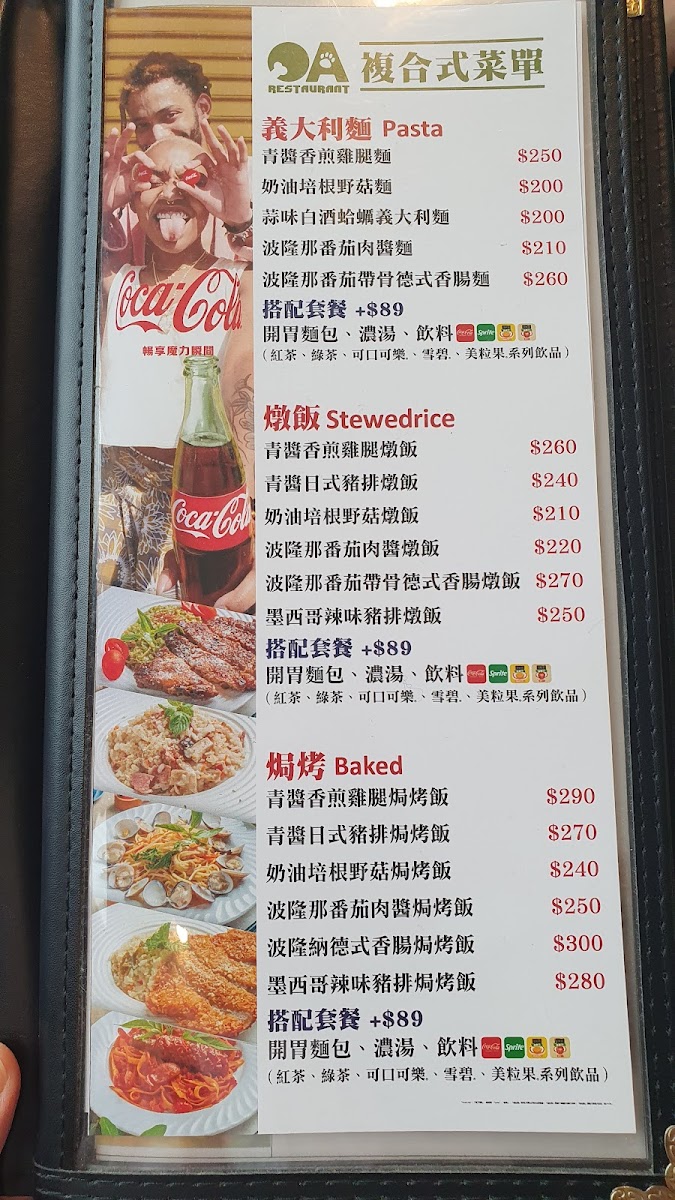 OA
RESTAURANT
複合式菜單
義大利麵 Pasta
青醬香煎雞腿麵 $250
奶油培根野菇麵 $200
蒜味白酒蛤蠣義大利麵 $200
波隆那番茄肉醬麵 $210
波隆那番茄帶骨德式香腸麵 $260
搭配套餐 +$89
開胃麵包、濃湯、飲料 Coca-Cola Sprite
(紅茶、綠茶、可口可樂.、雪碧.、美粒果.系列飲品)
Coca-Cola
暢享魔力瞬間
Coca-Cola
燉飯 Stewedrice
青醬香煎雞腿燉飯 $260
青醬日式豬排燉飯 $240
奶油培根野菇燉飯 $210
波隆那番茄肉醬燉飯 $220
波隆那番茄帶骨德式香腸燉飯 $270
墨西哥辣味豬排燉飯 $250
搭配套餐 +$89
開胃麵包、濃湯、飲料 Coca-Cola Sprite
(紅茶、綠茶、可口可樂.、雪碧.、美粒果.系列飲品)
焗烤 Baked
青醬香煎雞腿焗烤飯 $290
青醬日式豬排焗烤飯 $270
奶油培根野菇焗烤飯 $240
波隆那番茄肉醬焗烤飯 $250
波隆納德式香腸焗烤飯 $300
墨西哥辣味豬排焗烤飯 $280
搭配套餐 +$89
開胃麵包、濃湯、飲料 Coca-Cola Sprite
(紅茶、綠茶、可口可樂.、雪碧.、美粒果.系列飲品)